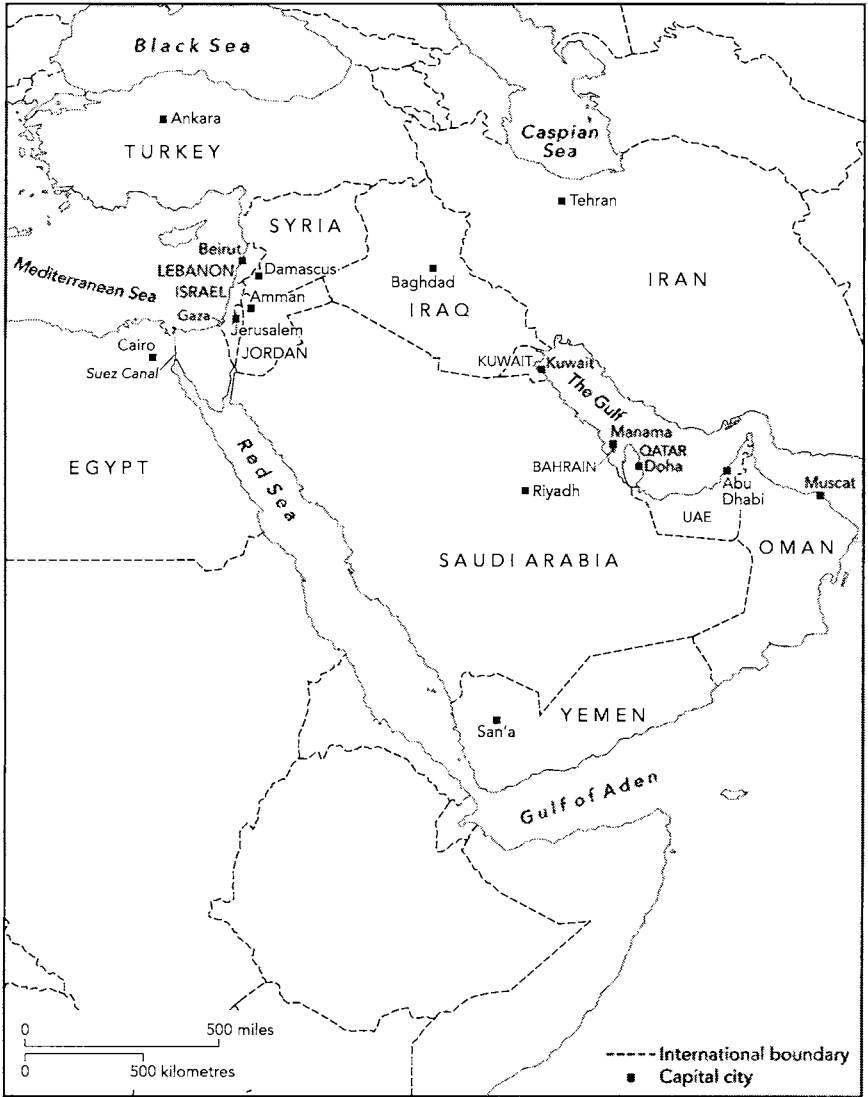 Black Sea
Ankara
TURKEY
Caspian
Sea
Tehran
SYRIA
Beirut
LEBANON
Damascus
Mediterranean Sea
ISRAEL
Amman
Baghdad
IRAQ
IRAN
Gaza
Jerusalem
JORDAN
Cairo
Suez Canal
KUWAIT
Kuwait
The Gulf
Red Sea
EGYPT
Manama
BAHRAIN
QATAR
Doha
Riyadh
Abu
Dhabi
Muscat
UAE
OMAN
SAUDI ARABIA
YEMEN
San'a
Gulf of Aden
0 500 miles
0 500 kilometres
International boundary
Capital city